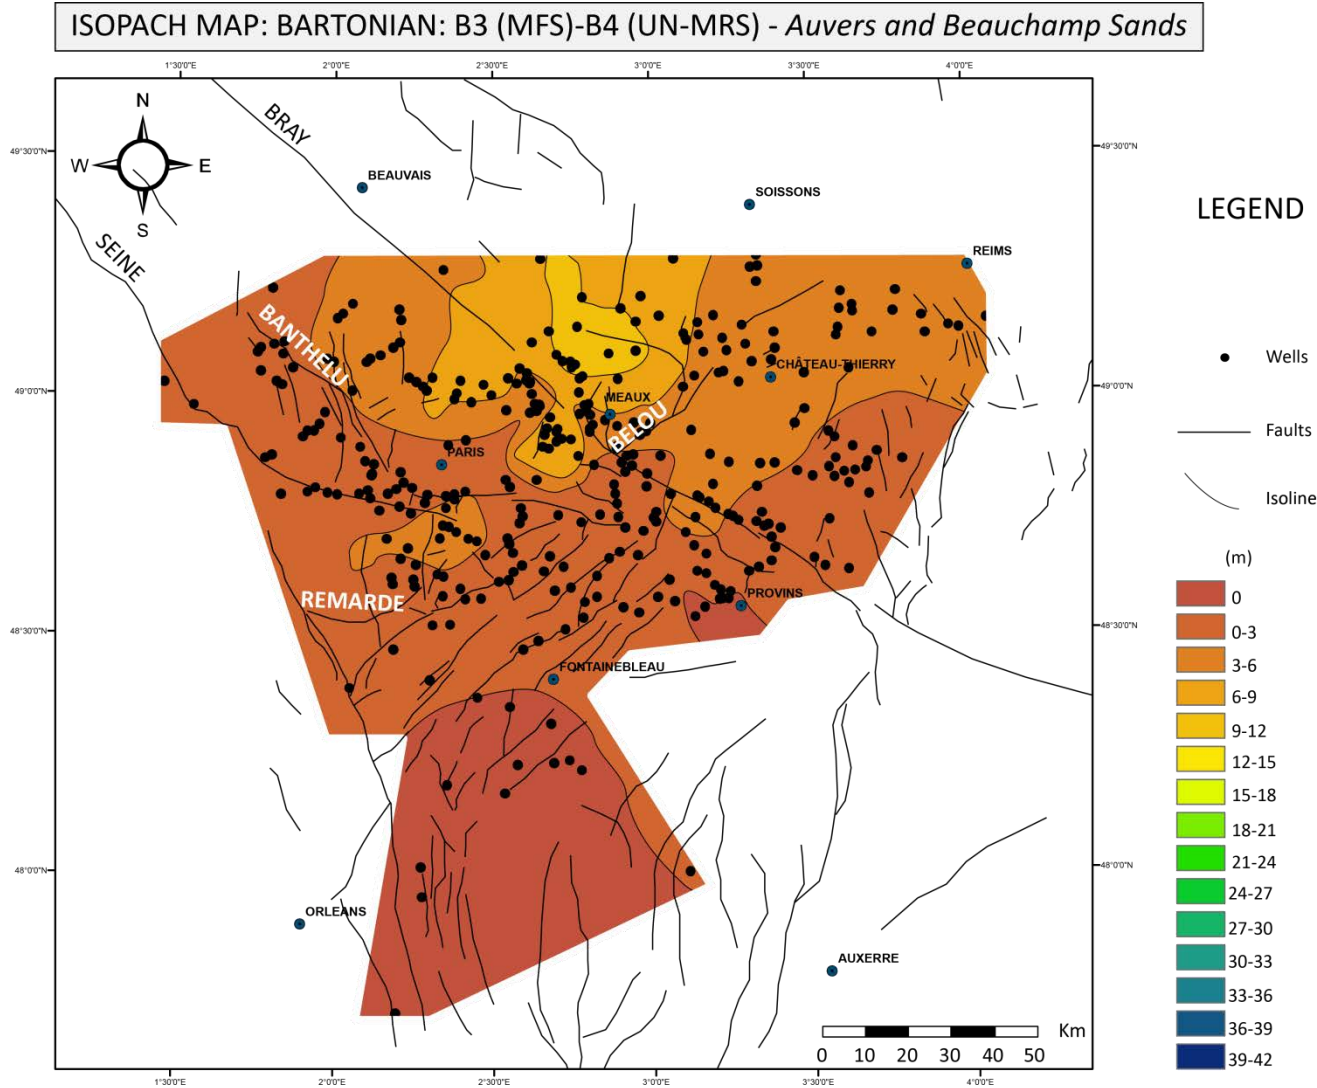 ISOPACH MAP: BARTONIAN: B3 (MFS)-B4 (UN-MRS) - Auvers and Beauchamp Sands
1°30'0"E 2°0'0"E 2°30'0"E 3°0'0"E 3°30'0"E 4°0'0"E
N
W E
S
BRAY
SEINE
BEAUVAIS
SOISSONS
REIMS
49°30'0"N 49°30'0"N
BANTHELU
CHÂTEAU-THIERRY
49°0'0"N 49°0'0"N
MEAUX
BELOU
PARIS
REMARDE
PROVINS
48°30'0"N 48°30'0"N
FONTAINEBLEAU
48°0'0"N 48°0'0"N
ORLEANS
AUXERRE
Km
0 10 20 30 40 50
1°30'0"E 2°0'0"E 2°30'0"E 3°0'0"E 3°30'0"E 4°0'0"E
LEGEND
Wells
Faults
Isoline
(m)
0
0-3
3-6
6-9
9-12
12-15
15-18
18-21
21-24
24-27
27-30
30-33
33-36
36-39
39-42